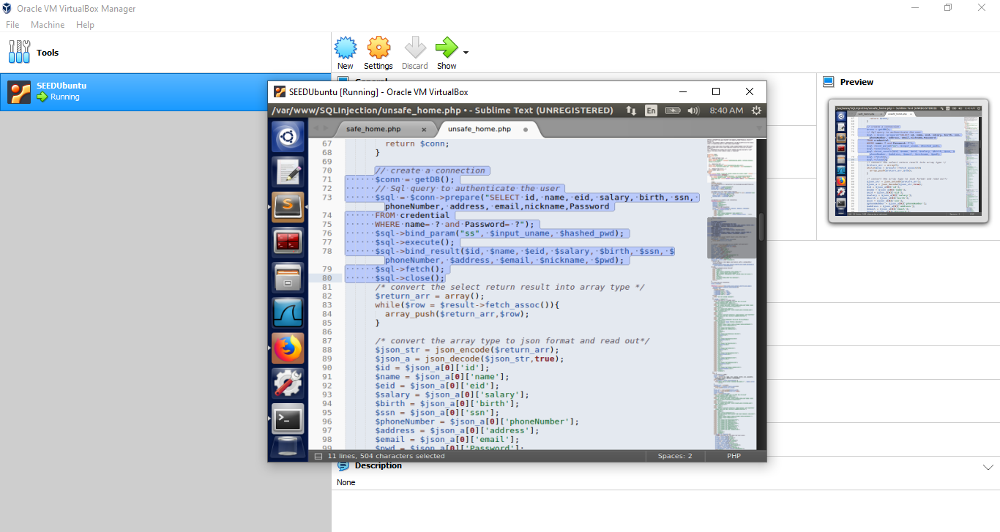 Oracle VM VirtualBox Manager
File Machine Help
Tools
New Settings Discard Show
SEEDUbuntu
Running
General
Preview
SEEDUbuntu [Running] - Oracle VM VirtualBox
/var/www/SQLInjection/unsafe_home.php • - Sublime Text (UNREGISTERED) En 8:40 AM
safe_home.php × unsafe_home.php
67 return $conn;
68 }
69
70 // create a connection
71 $conn = getDB();
72 // Sql query to authenticate the user
73 $sql = $conn->prepare("SELECT id, name, eid, salary, birth, ssn,
phoneNumber, address, email,nickname,Password
74 FROM credential
75 WHERE name= ? and Password= ?");
76 $sql->bind_param("ss", $input_uname, $hashed_pwd);
77 $sql->execute();
78 $sql->bind_result($id, $name, $eid, $salary, $birth, $ssn, $
phoneNumber, $address, $email, $nickname, $pwd);
79 $sql->fetch();
80 $sql->close();
81 /* convert the select return result into array type */
82 $return_arr = array();
83 while($row = $result->fetch_assoc()){
84 array_push($return_arr,$row);
85 }
86
87 /* convert the array type to json format and read out*/
88 $json_str = json_encode($return_arr);
89 $json_a = json_decode($json_str,true);
90 $id = $json_a[0]['id'];
91 $name = $json_a[0]['name'];
92 $eid = $json_a[0]['eid'];
93 $salary = $json_a[0]['salary'];
94 $birth = $json_a[0]['birth'];
95 $ssn = $json_a[0]['ssn'];
96 $phoneNumber = $json_a[0]['phoneNumber'];
97 $address = $json_a[0]['address'];
98 $email = $json_a[0]['email'];
99 $pwd = $json_a[0]['Password'];
11 lines, 504 characters selected Spaces: 2 PHP
Description
None